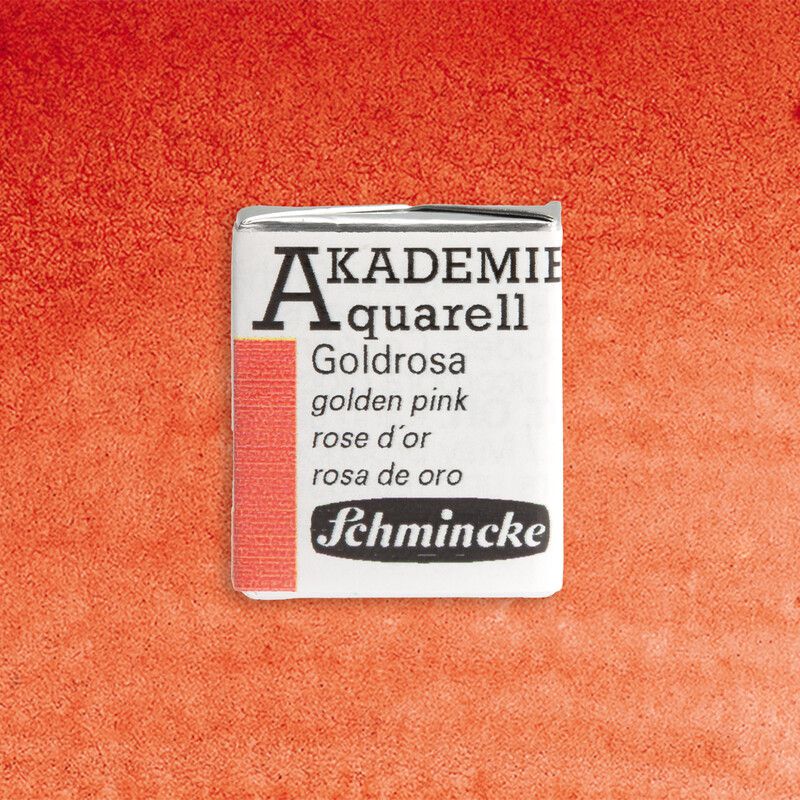 AKADEMIE
Aquarell
Goldrosa
golden pink
rose d´or
rosa de oro
Schmincke